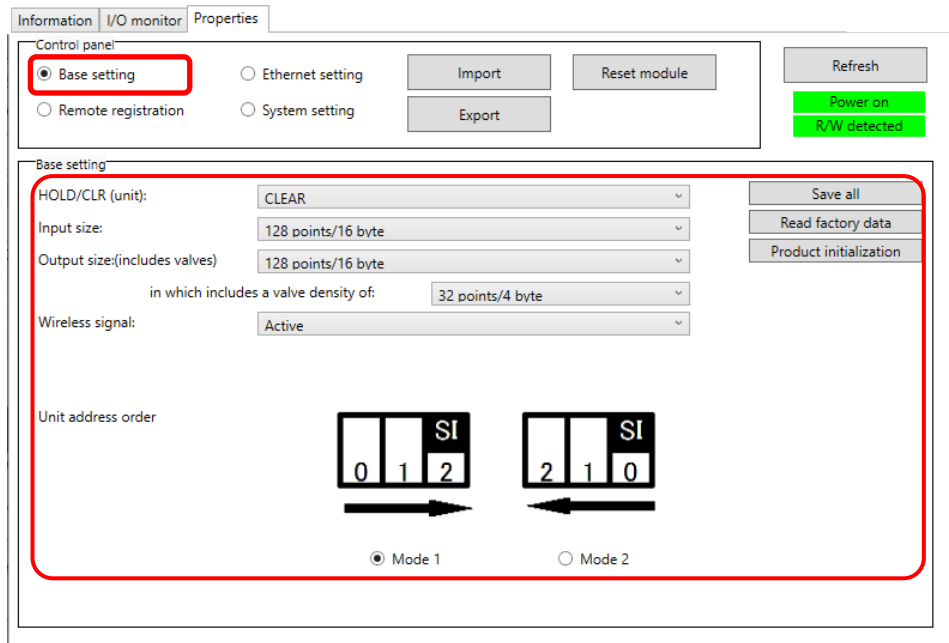 Information I/O monitor Properties
Control panel
Base setting Ethernet setting Import Reset module Refresh
Remote registration System setting Export Power on
R/W detected
Base setting
HOLD/CLR (unit): CLEAR Save all
Input size: 128 points/16 byte Read factory data
Output size:(includes valves) 128 points/16 byte Product initialization
in which includes a valve density of: 32 points/4 byte
Wireless signal: Active
Unit address order
SI SI
0 1 2 2 1 0
Mode 1 Mode 2